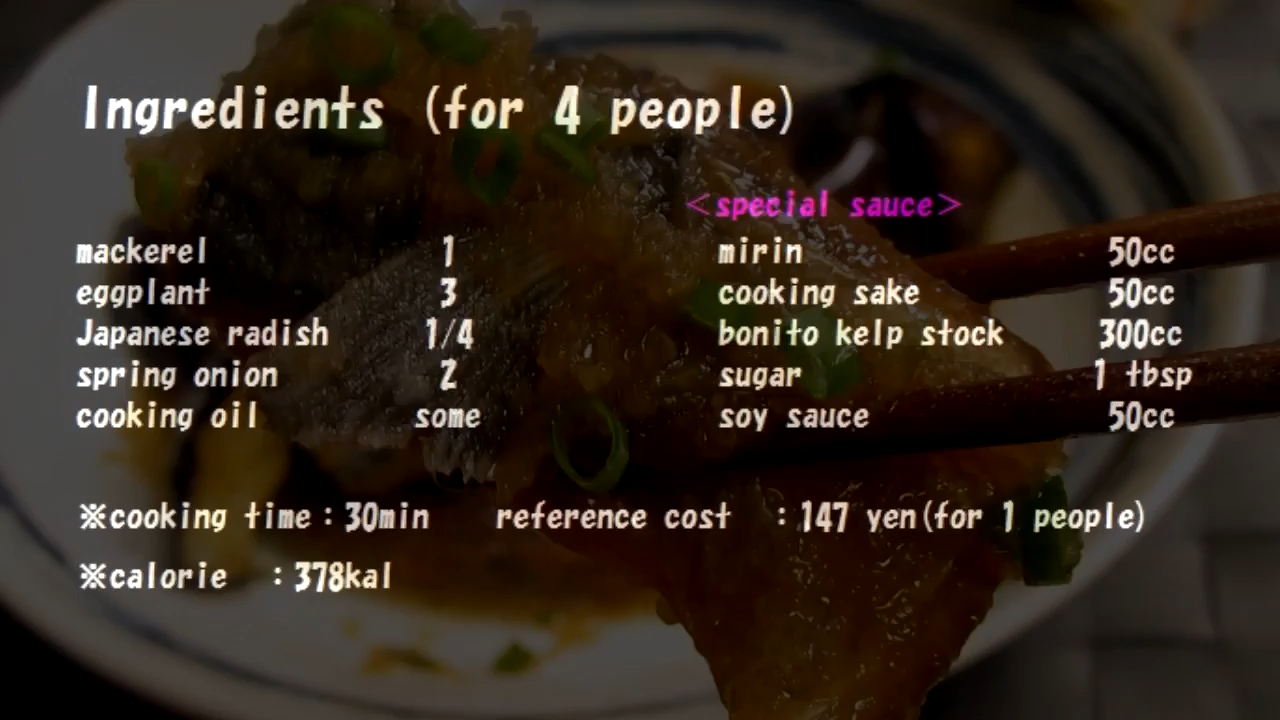 Ingredients (for 4 people)
<special sauce>
mackerel 1 mirin 50cc
eggplant 3 cooking sake 50cc
Japanese radish 1/4 bonito kelp stock 300cc
spring onion 2 sugar 1 tbsp
cooking oil some soy sauce 50cc
※cooking time：30min reference cost ：147 yen(for 1 people)
※calorie ：378kal